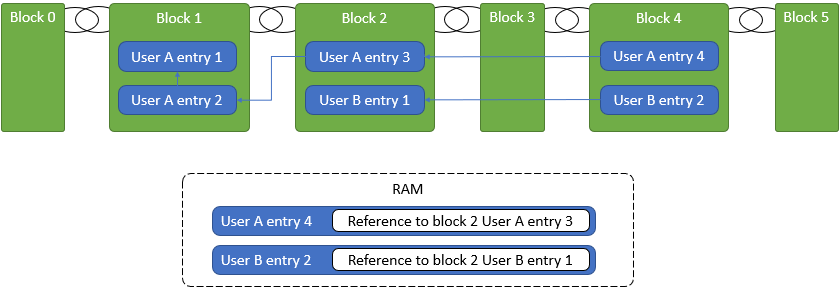 Block 0
Block 1
Block 2
Block 3
Block 4
Block 5
User A entry 1
User A entry 3
User A entry 4
User A entry 2
User B entry 1
User B entry 2
RAM
User A entry 4
Reference to block 2 User A entry 3
User B entry 2
Reference to block 2 User B entry 1